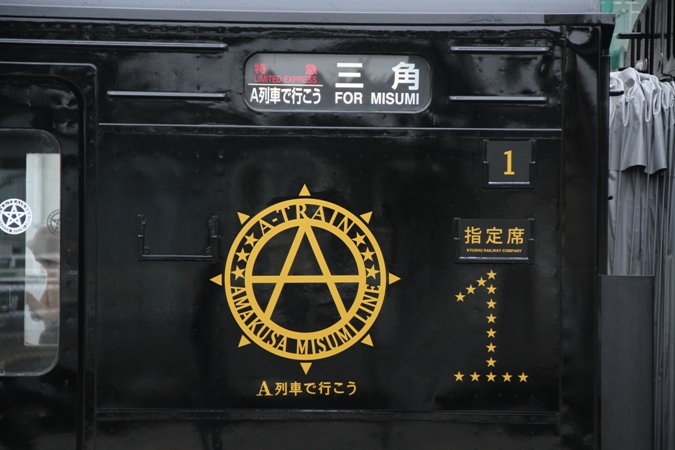 特急 三角
LIMITED EXPRESS
A列車で行こう FOR MISUMI
1
指定席
KYUSHU RAILWAY COMPANY
★A-TRAIN★
A
AMAKUSA MISUMI LINE
1
A列車で行こう